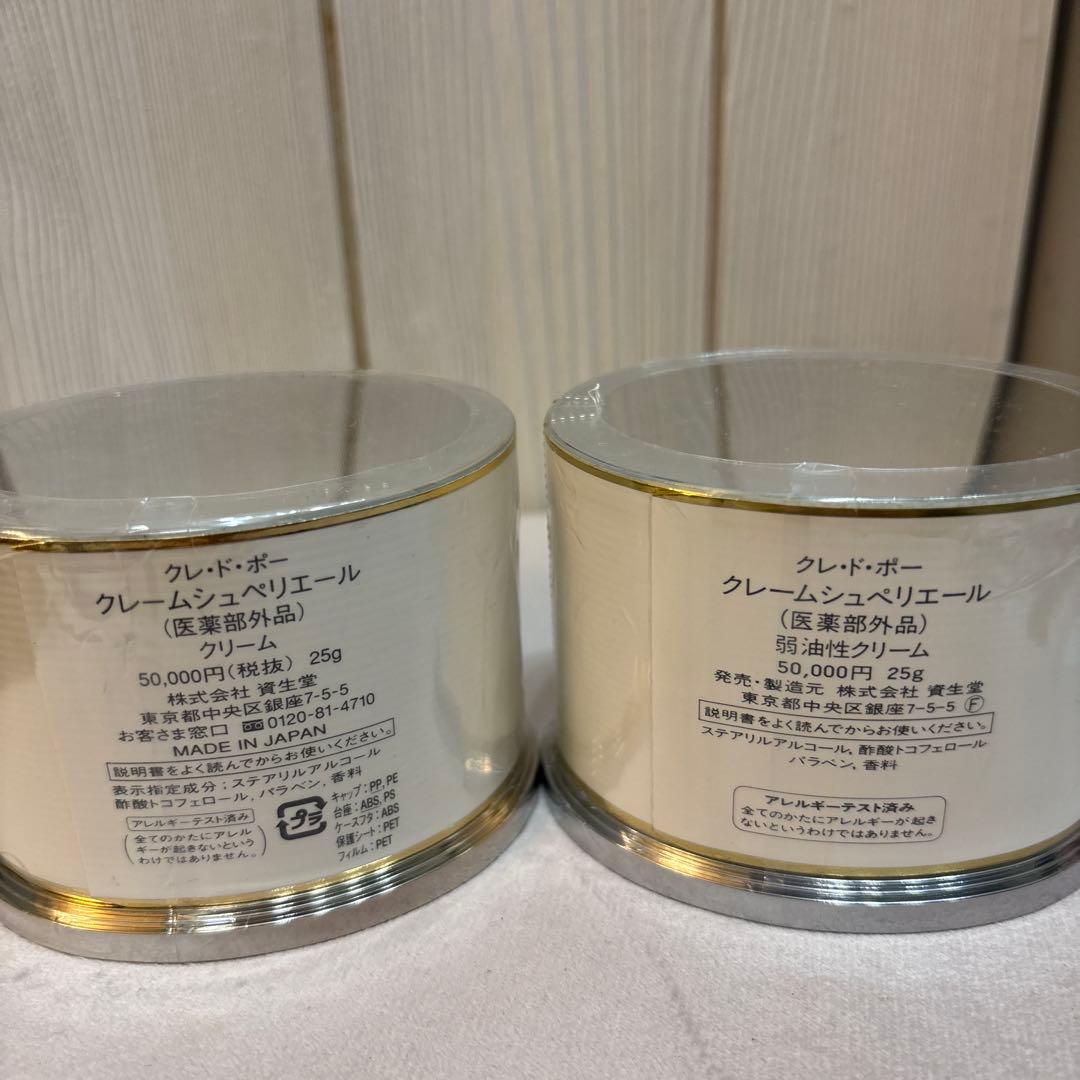 クレ・ド・ポー
クレームシュペリエール
(医薬部外品)
クリーム
50,000円(税抜) 25g
株式会社 資生堂
東京都中央区銀座7-5-5
お客さま窓口 0120-81-4710
MADE IN JAPAN
説明書をよく読んでからお使いください。
表示指定成分:ステアリルアルコール
酢酸トコフェロール, パラベン, 香料
アレルギーテスト済み
(全てのかたにアレル
ギーが起きないという
わけではありません。)
プラ
キャップ:PP, PE
台座:ABS, PS
ケースフタ:ABS
保護シート:PET
フィルム:PET
クレ・ド・ポー
クレームシュペリエール
(医薬部外品)
弱油性クリーム
50,000円 25g
発売・製造元 株式会社 資生堂
東京都中央区銀座7-5-5 Ⓕ
説明書をよく読んでからお使いください。
ステアリルアルコール, 酢酸トコフェロール
パラベン, 香料
アレルギーテスト済み
全てのかたにアレルギーが起き
ないというわけではありません。